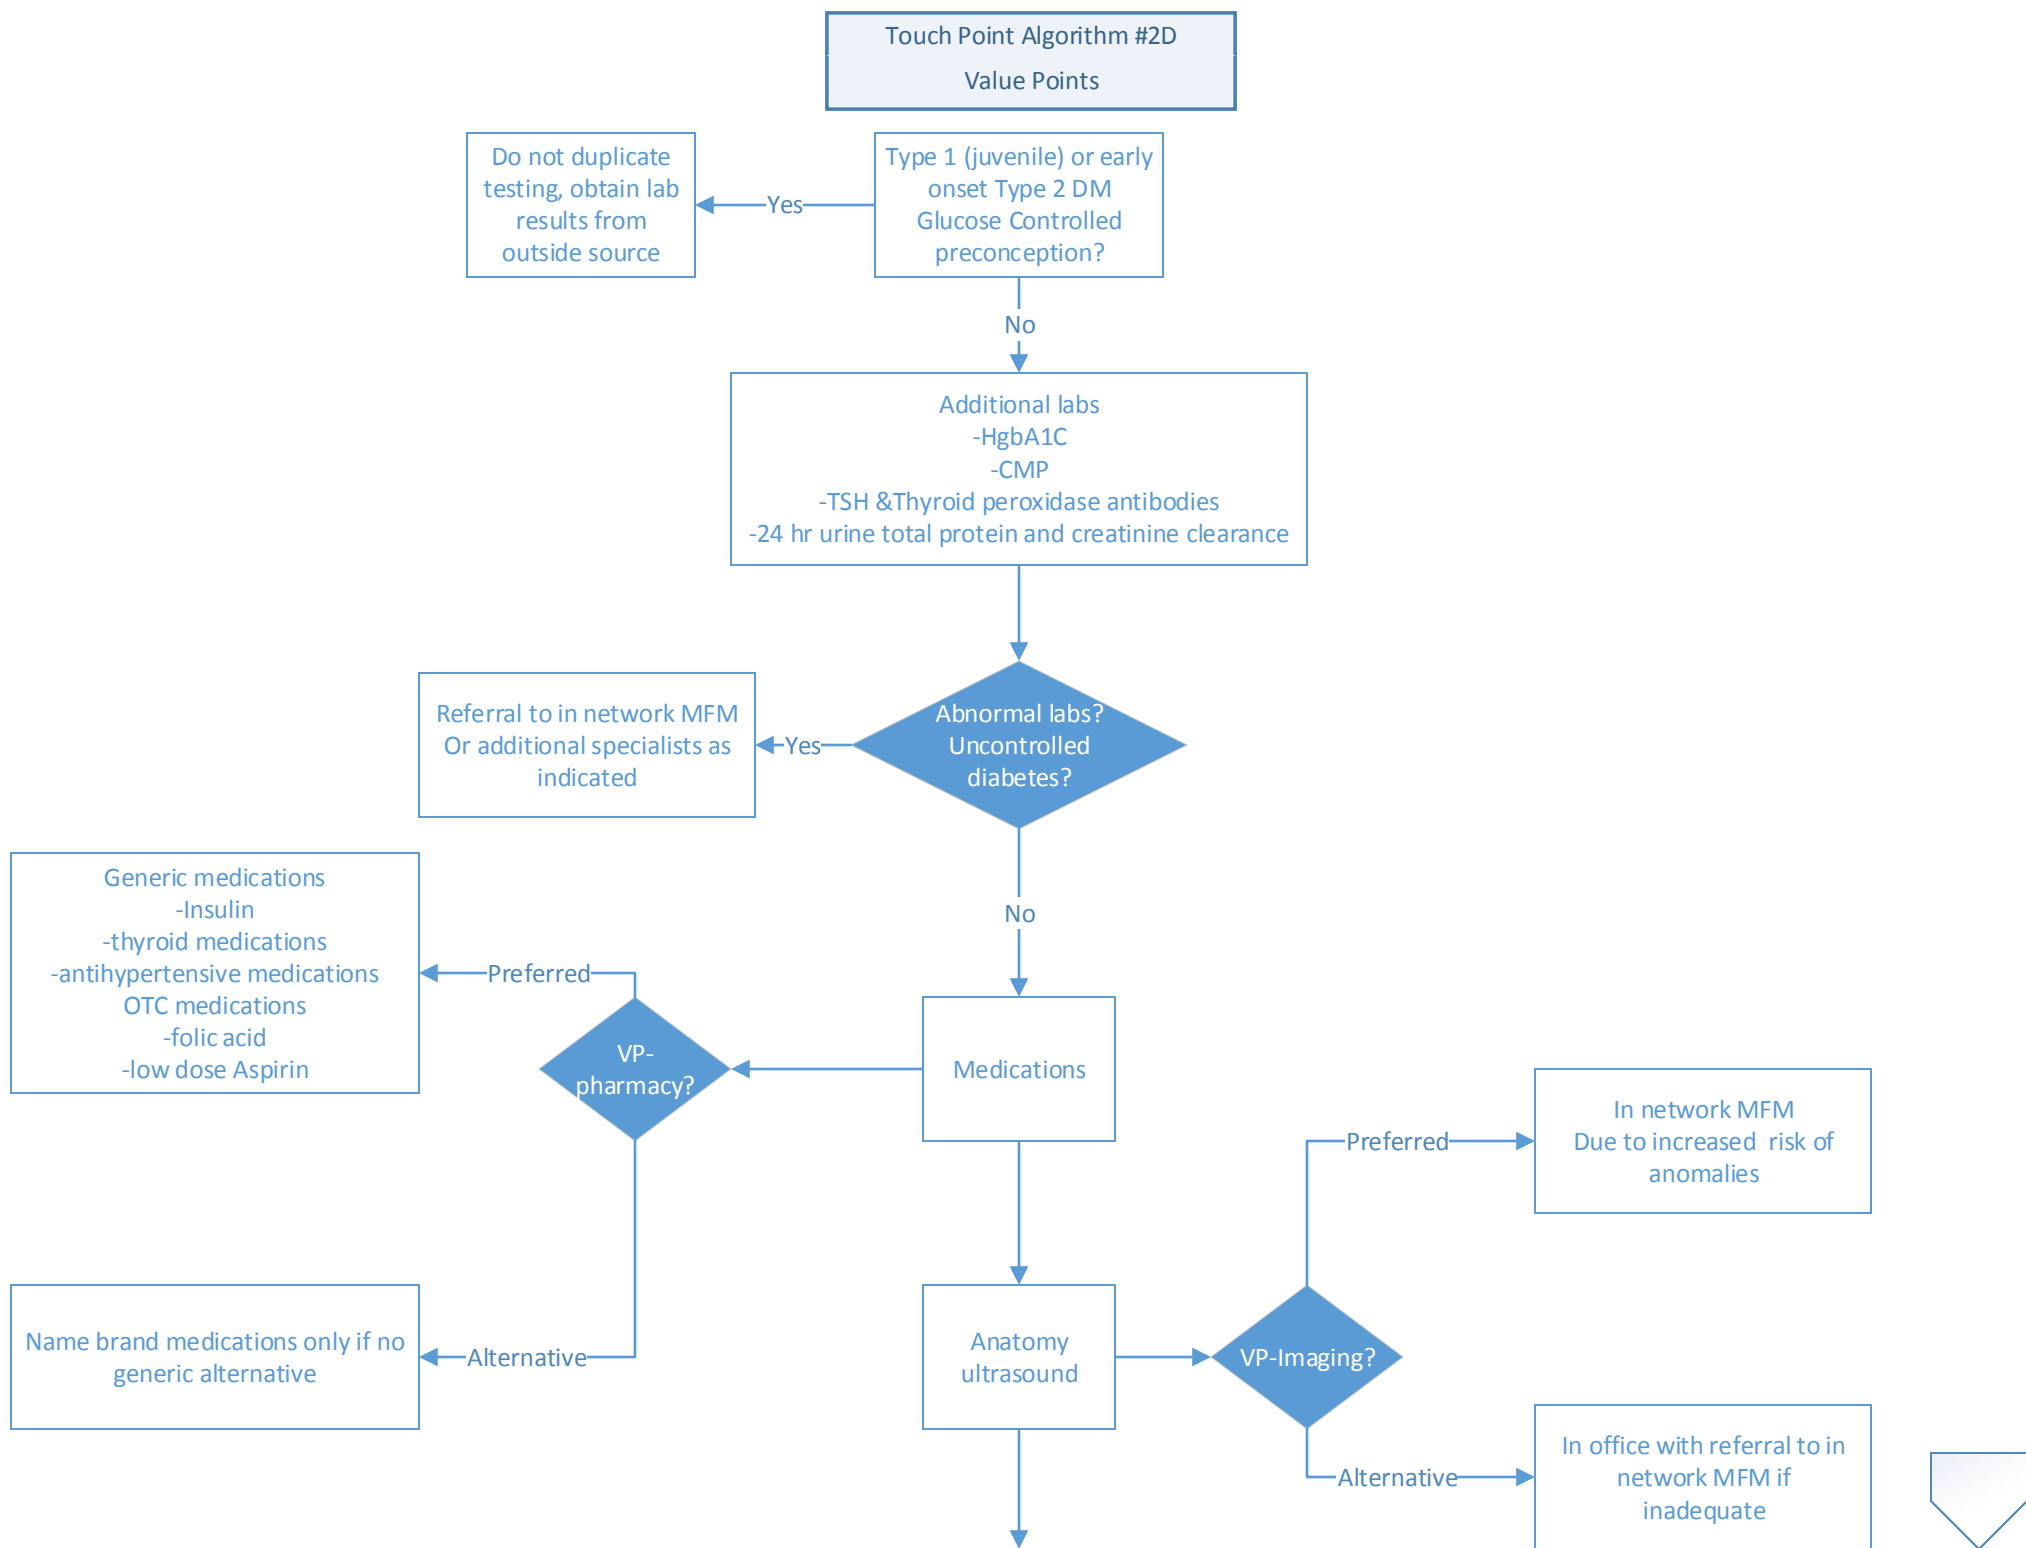 Touch Point Algorithm #2D
Value Points
Do not duplicate
testing, obtain lab
results from
outside source
Yes
Type 1 (juvenile) or early
onset Type 2 DM
Glucose Controlled
preconception?
No
Additional labs
-HgbA1C
-CMP
-TSH &Thyroid peroxidase antibodies
-24 hr urine total protein and creatinine clearance
Referral to in network MFM
Or additional specialists as
indicated
Yes
Abnormal labs?
Uncontrolled
diabetes?
No
Generic medications
-Insulin
-thyroid medications
-antihypertensive medications
OTC medications
-folic acid
-low dose Aspirin
Preferred
VP-
pharmacy?
Medications
Preferred
In network MFM
Due to increased  risk of
anomalies
Name brand medications only if no
generic alternative
Alternative
Anatomy
ultrasound
VP-Imaging?
Alternative
In office with referral to in
network MFM if
inadequate